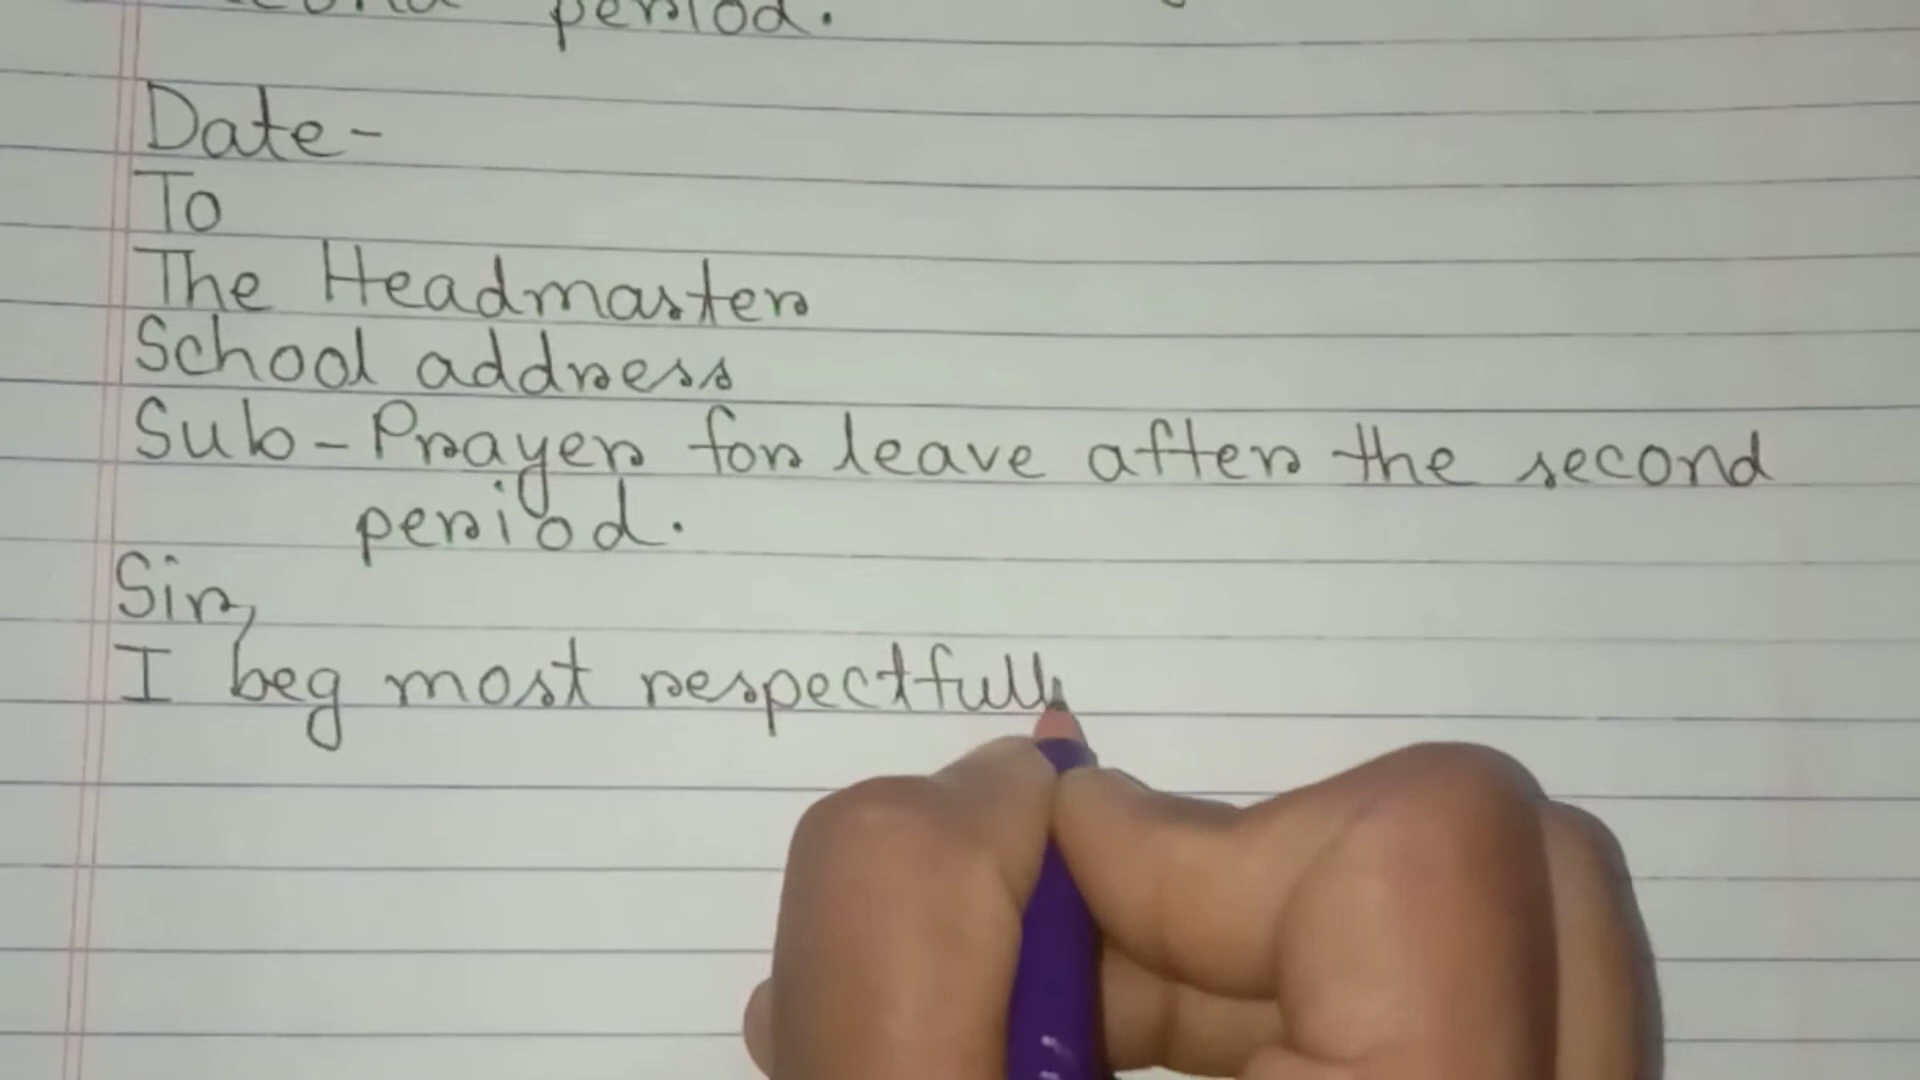 second period.
Date-
To
The Headmaster
School address
Sub-Prayer for leave after the second
period.
Sir,
I beg most respectfull